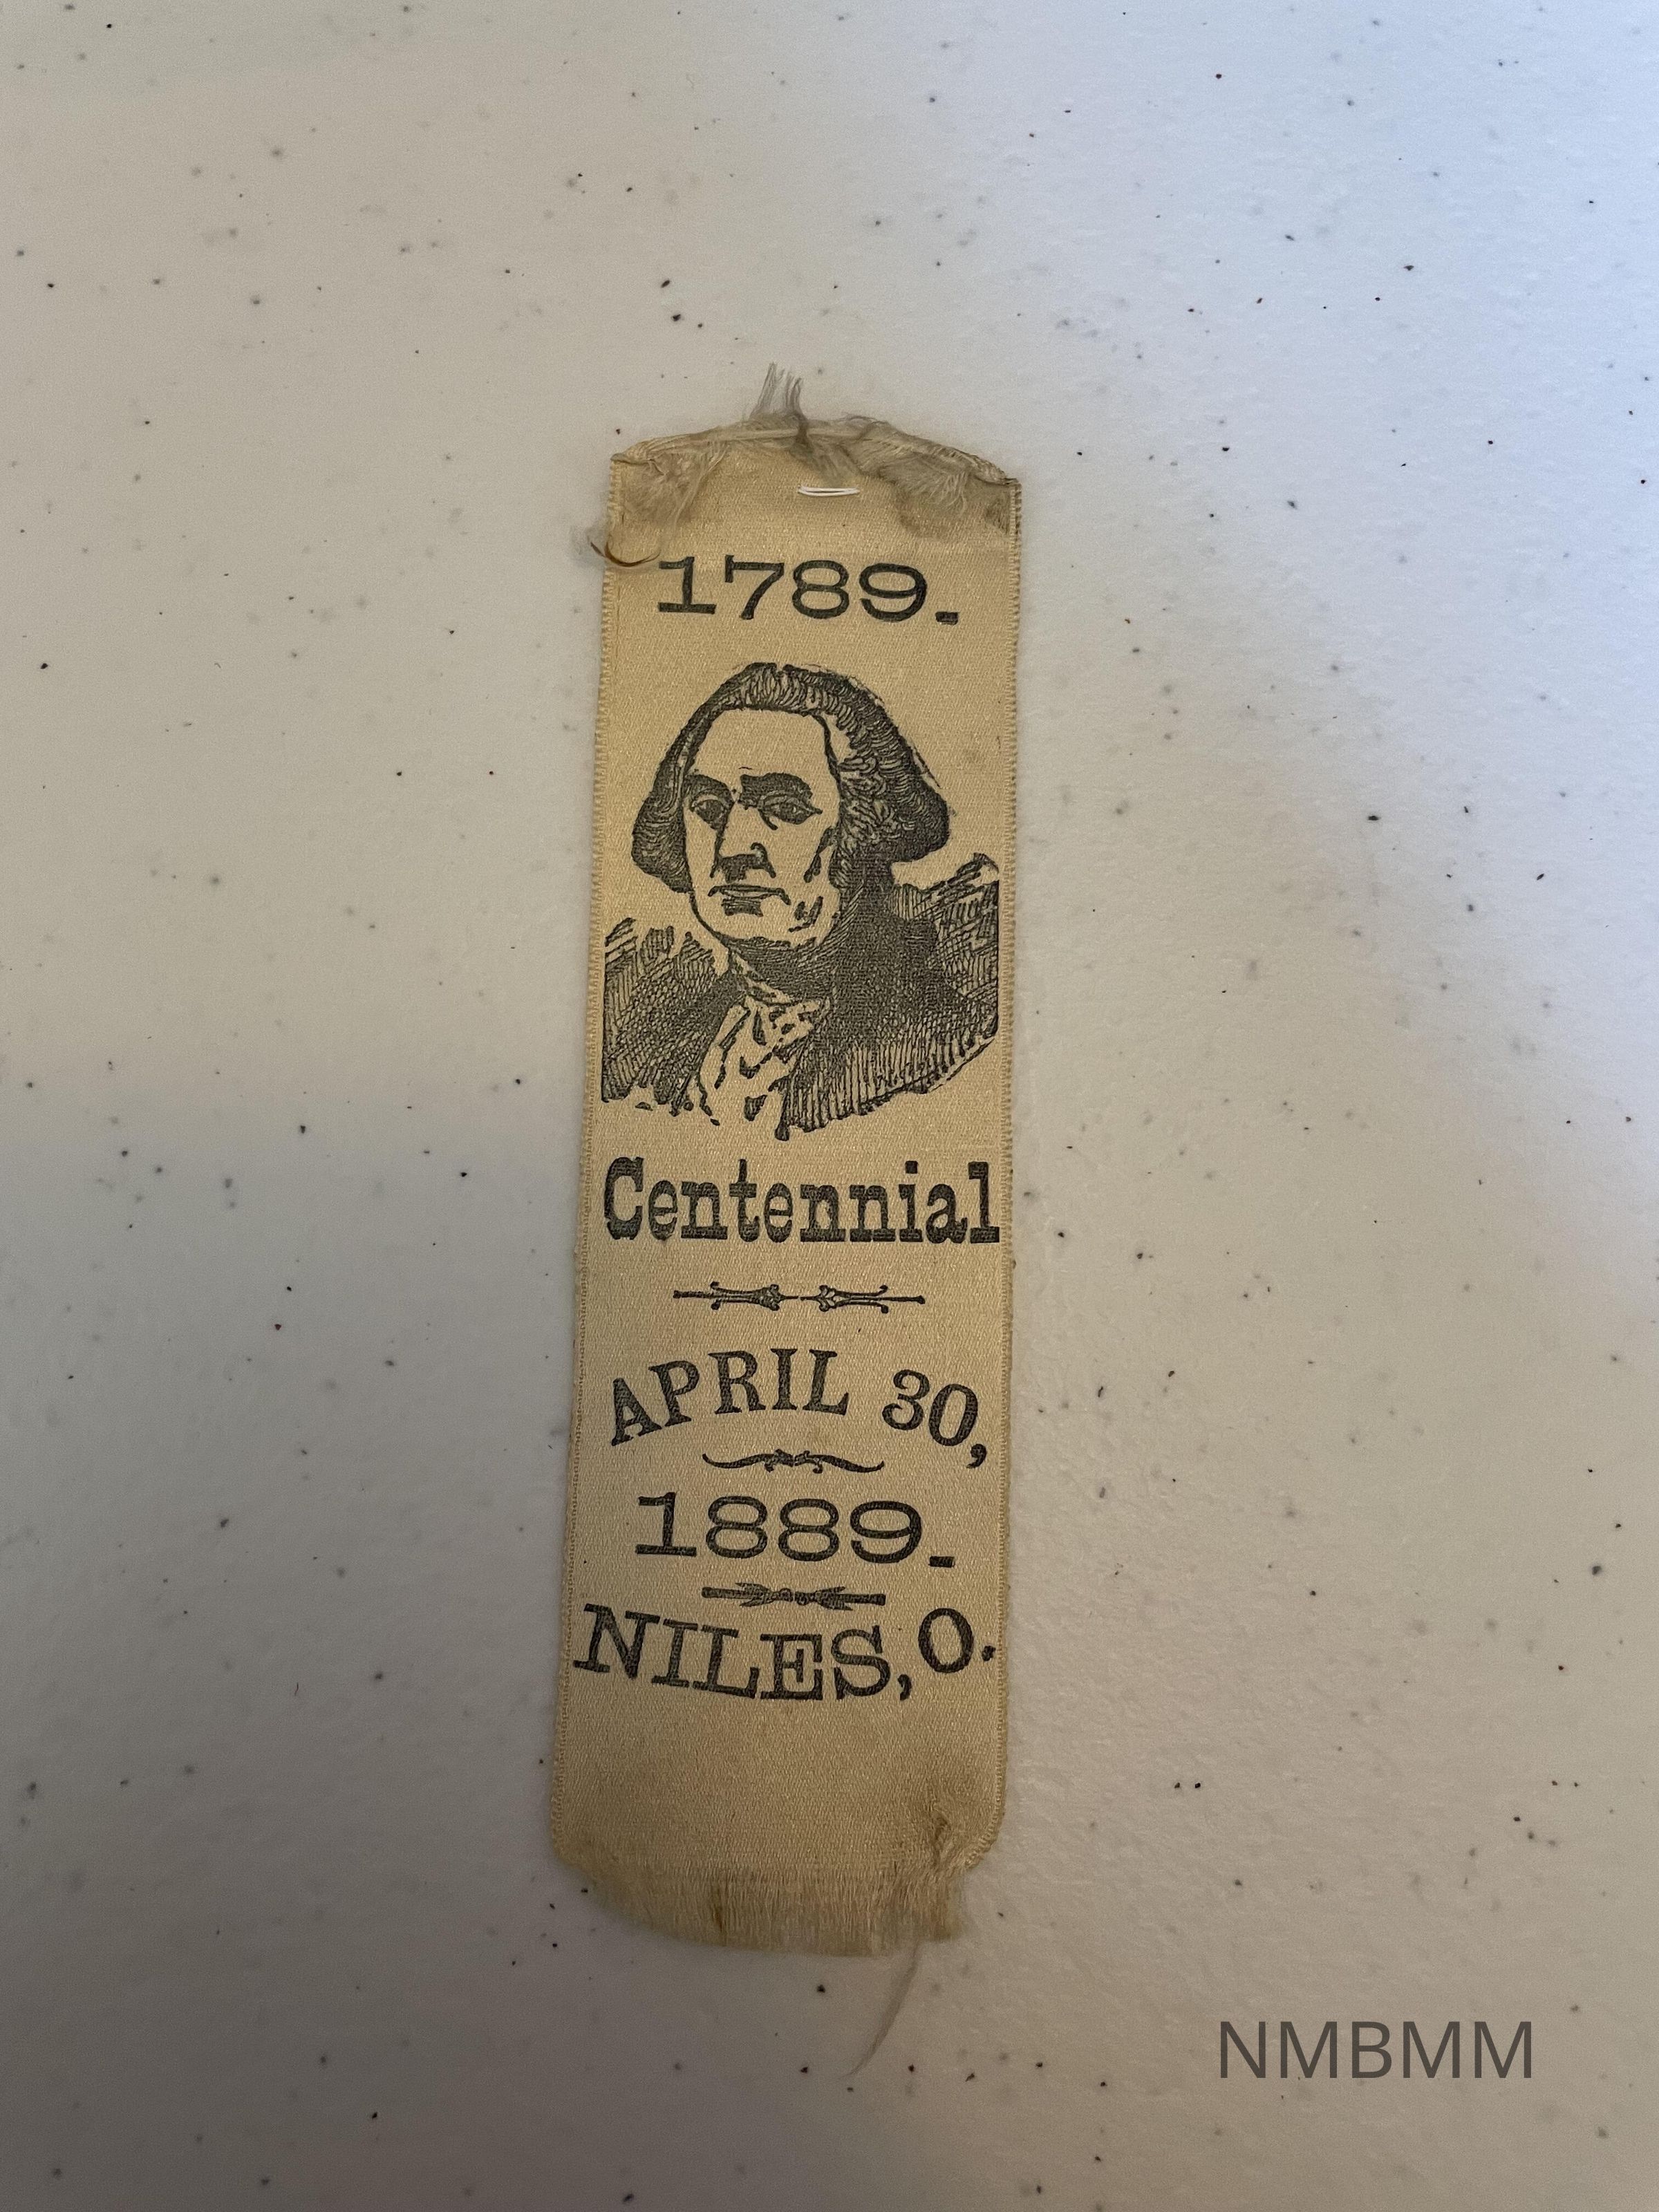 1789.
Centennial
APRIL 30,
1889.
NILES, O.
NMBMM